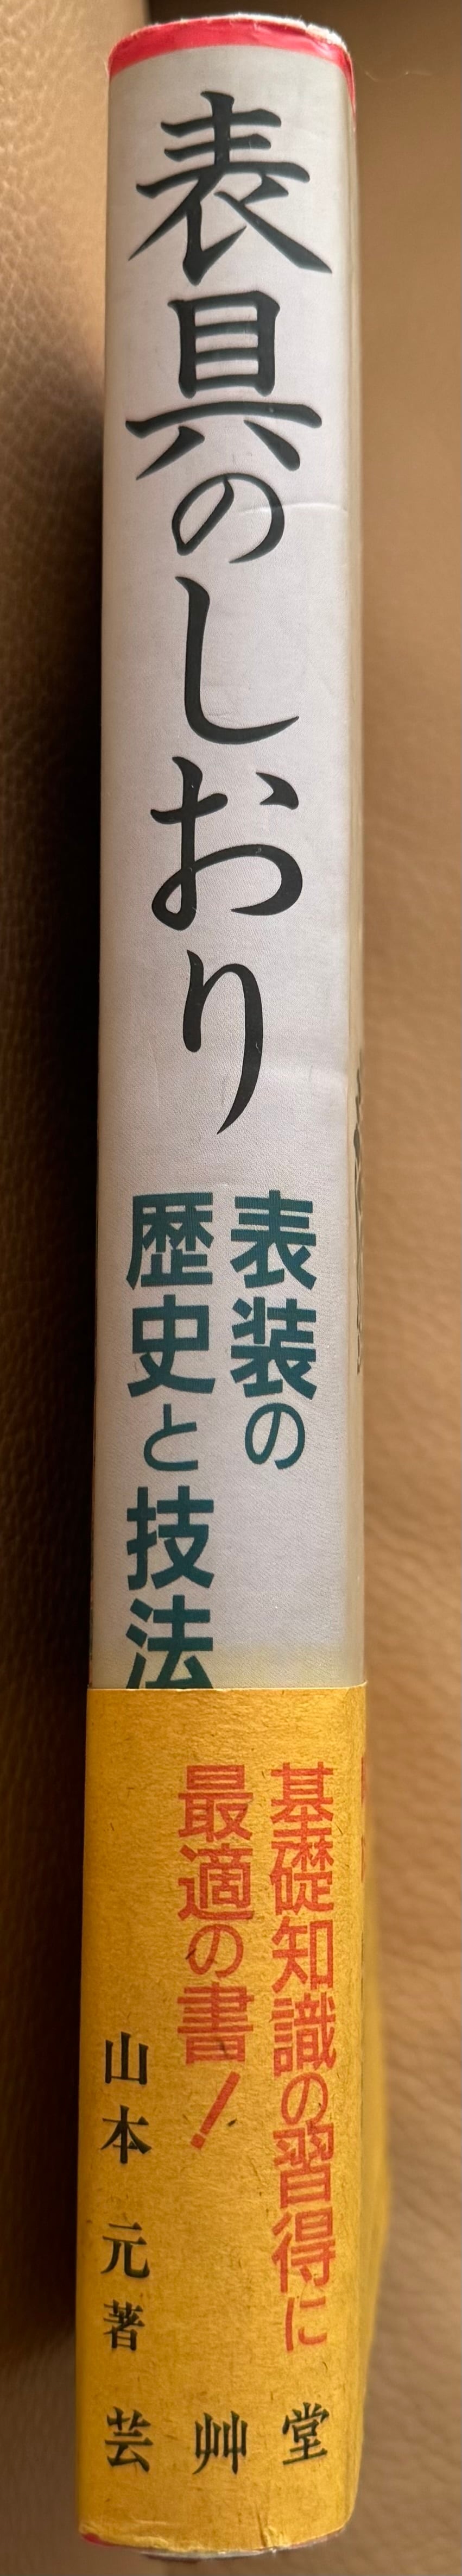 表具のしおり
表装の
歴史と技法
基礎知識の習得に
最適の書！
山本 元著
芸艸堂